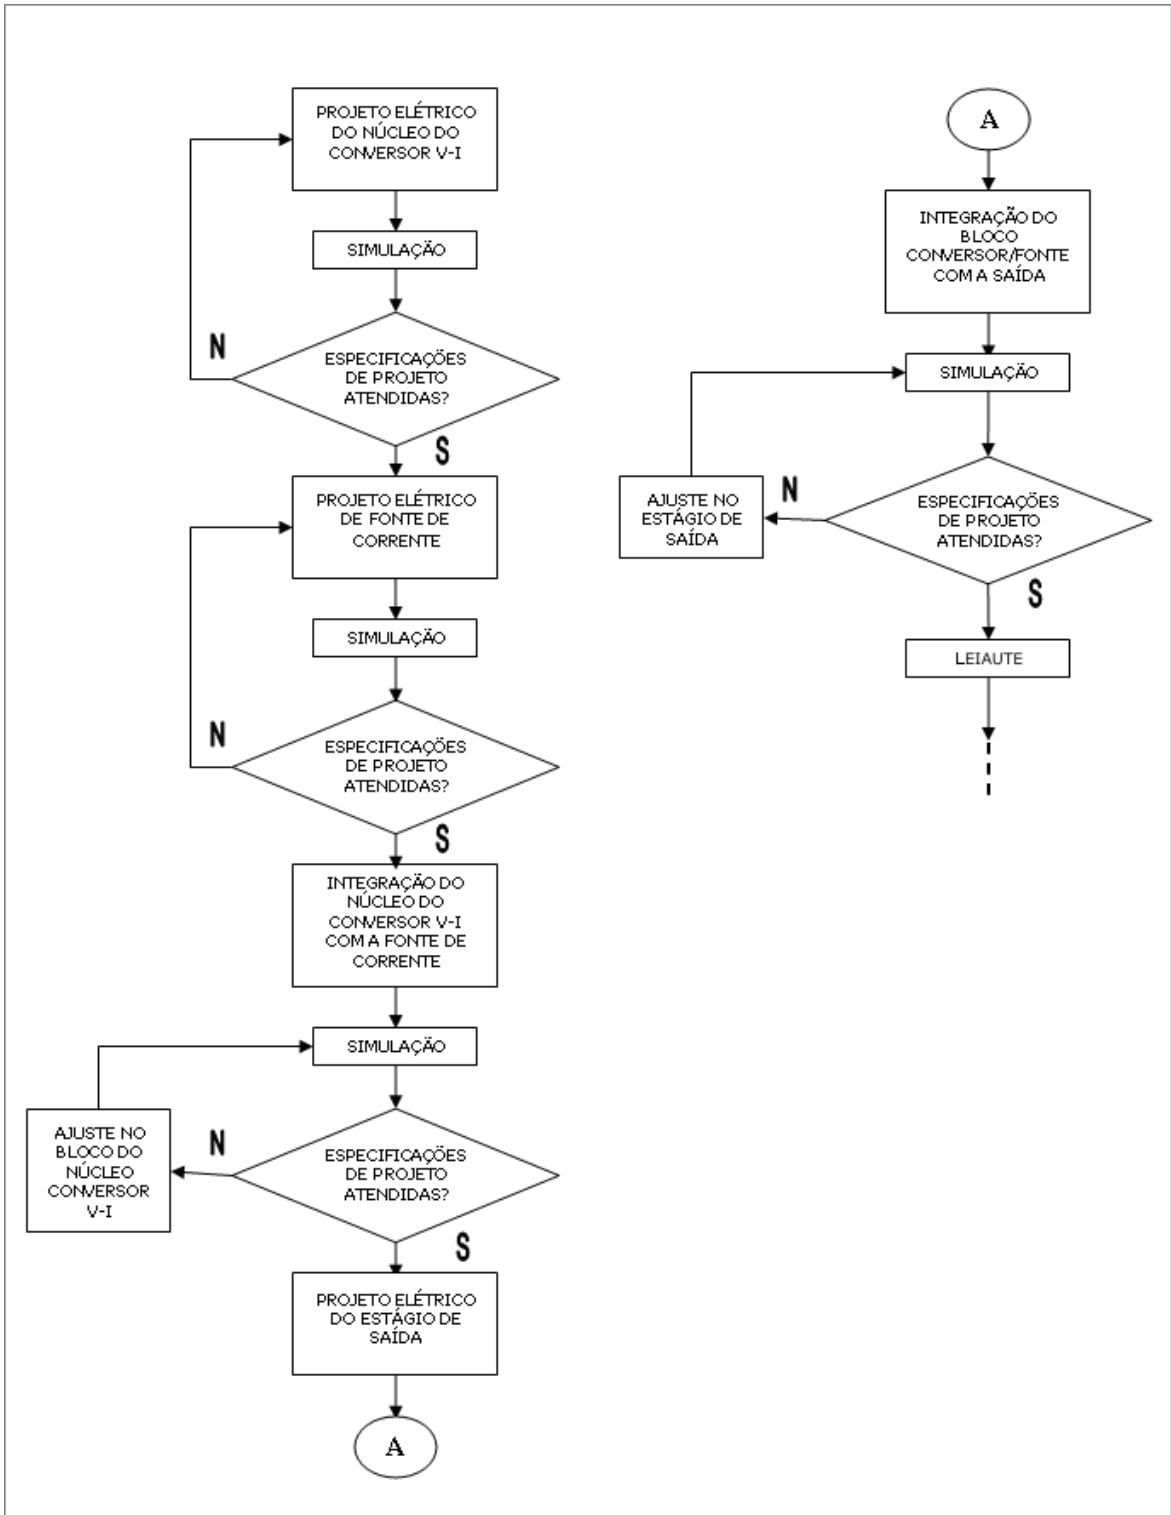 PROJETO ELÉTRICO
DO NÚCLEO DO
CONVERSOR V-I
SIMULAÇÃO
N
ESPECIFICAÇÕES
DE PROJETO
ATENDIDAS?
S
PROJETO ELÉTRICO
DE FONTE DE
CORRENTE
SIMULAÇÃO
N
ESPECIFICAÇÕES
DE PROJETO
ATENDIDAS?
S
INTEGRAÇÃO DO
NÚCLEO DO
CONVERSOR V-I
COM A FONTE DE
CORRENTE
SIMULAÇÃO
AJUSTE NO
BLOCO DO
NÚCLEO
CONVERSOR
V-I
N
ESPECIFICAÇÕES
DE PROJETO
ATENDIDAS?
S
PROJETO ELÉTRICO
DO ESTÁGIO DE
SAÍDA
A
A
INTEGRAÇÃO DO
BLOCO
CONVERSOR/FONTE
COM A SAÍDA
SIMULAÇÃO
AJUSTE NO
ESTÁGIO DE
SAÍDA
N
ESPECIFICAÇÕES
DE PROJETO
ATENDIDAS?
S
LEIAUTE